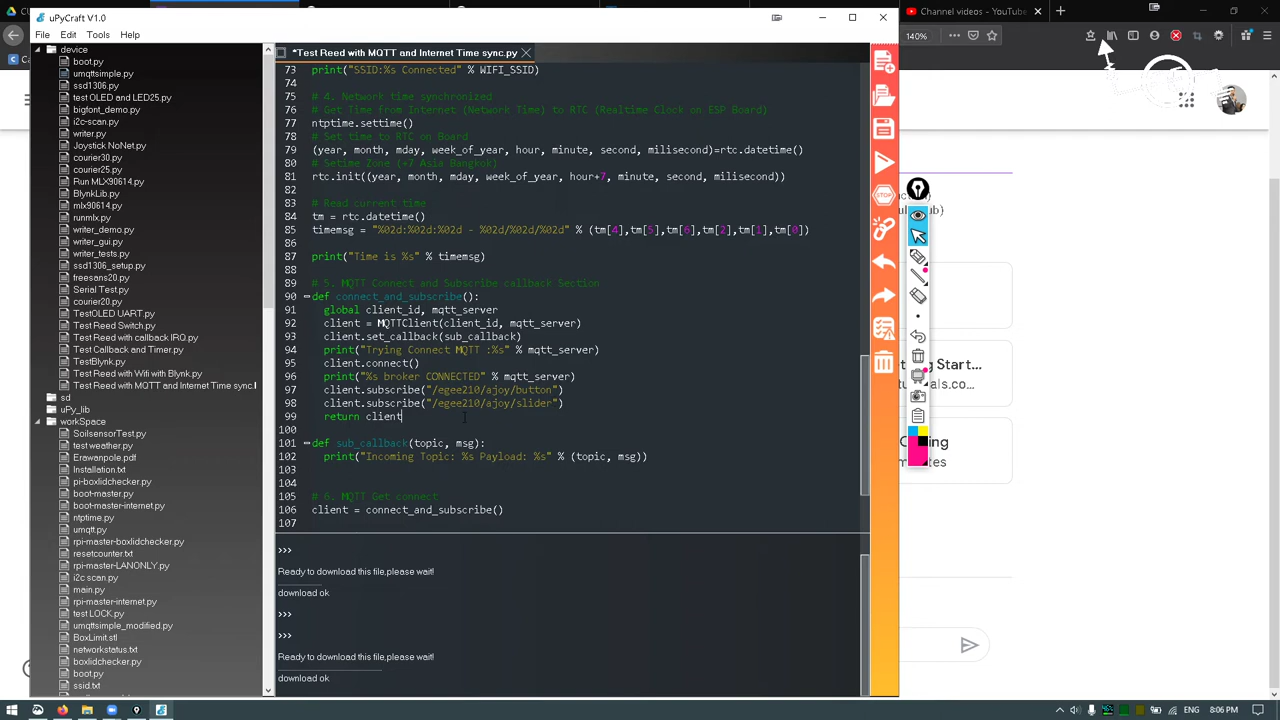 uPyCraft V1.0
Channel videos - YouTube
File Edit Tools Help
140%
device
boot.py
umqttsimple.py
ssd1306.py
test OLED and LED25.py
bigfont_demo.py
i2c-scan.py
writer.py
Joystick NoNet.py
courier30.py
courier25.py
Run MLX90614.py
BlynkLib.py
mlx90614.py
runmlx.py
writer_demo.py
writer_gui.py
writer_tests.py
ssd1306_setup.py
freesans20.py
Serial Test.py
courier20.py
TestOLED UART.py
Test Reed Switch.py
Test Reed with callback IRQ.py
Test Callback and Timer.py
TestBlynk.py
Test Reed with Wifi with Blynk.py
Test Reed with MQTT and Internet Time sync.
sd
uPy_lib
workSpace
SoilsensorTest.py
test weather.py
Erawanpole.pdf
Installation.txt
pi-boxlidchecker.py
boot-master.py
boot-master-internet.py
ntptime.py
umqtt.py
rpi-master-boxlidchecker.py
resetcounter.txt
rpi-master-LANONLY.py
i2c scan.py
main.py
rpi-master-internet.py
test LOCK.py
umqttsimple_modified.py
BoxLimit.stl
networkstatus.txt
boxlidchecker.py
boot.py
ssid.txt
*Test Reed with MQTT and Internet Time sync.py
73 print("SSID:%s Connected" % WIFI_SSID)
74
75 # 4. Network time synchronized
76 # Get Time from Internet (Network Time) to RTC (Realtime Clock on ESP Board)
77 ntptime.settime()
78 # Set time to RTC on Board
79 (year, month, mday, week_of_year, hour, minute, second, milisecond)=rtc.datetime()
80 # Setime Zone (+7 Asia Bangkok)
81 rtc.init((year, month, mday, week_of_year, hour+7, minute, second, milisecond))
82
83 # Read current time
84 tm = rtc.datetime()
85 timemsg = "%02d:%02d:%02d - %02d/%02d/%02d" % (tm[4],tm[5],tm[6],tm[2],tm[1],tm[0])
86
87 print("Time is %s" % timemsg)
88
89 # 5. MQTT Connect and Subscribe callback Section
90 def connect_and_subscribe():
91 global client_id, mqtt_server
92 client = MQTTClient(client_id, mqtt_server)
93 client.set_callback(sub_callback)
94 print("Trying Connect MQTT :%s" % mqtt_server)
95 client.connect()
96 print("%s broker CONNECTED" % mqtt_server)
97 client.subscribe("/egee210/ajoy/button")
98 client.subscribe("/egee210/ajoy/slider")
99 return client
100
101 def sub_callback(topic, msg):
102 print("Incoming Topic: %s Payload: %s" % (topic, msg))
103
104
105 # 6. MQTT Get connect
106 client = connect_and_subscribe()
107
>>>
Ready to download this file,please wait!
download ok
>>>
>>>
Ready to download this file,please wait!
download ok
STOP
ting Start...
als.co...
ENG 8:06 PM